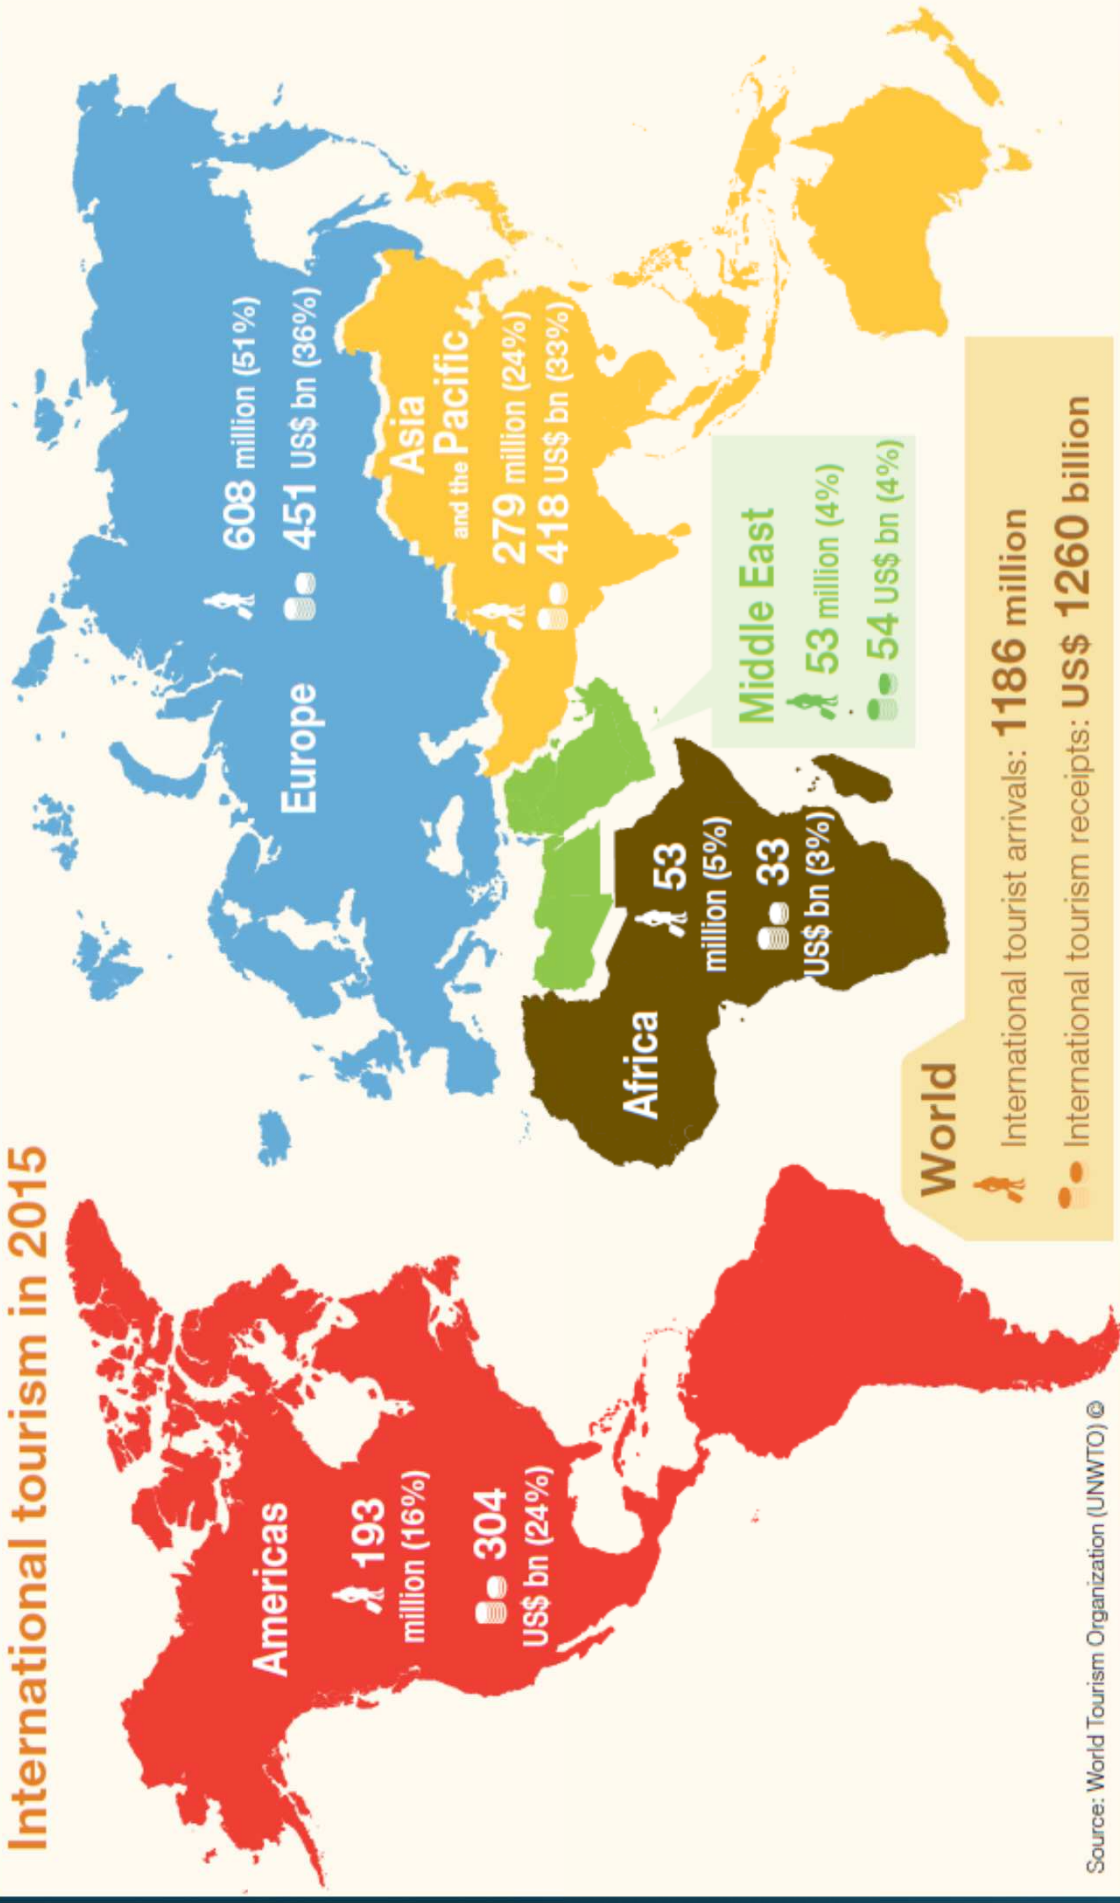 International tourism in 2015
Americas
193
million (16%)
304
US$ bn (24%)
Europe
608 million (51%)
451 US$ bn (36%)
Asia
and the Pacific
279 million (24%)
418 US$ bn (33%)
Middle East
53 million (4%)
54 US$ bn (4%)
Africa
53
million (5%)
33
US$ bn (3%)
World
International tourist arrivals: 1186 million
International tourism receipts: US$ 1260 billion
Source: World Tourism Organization (UNWTO) ©